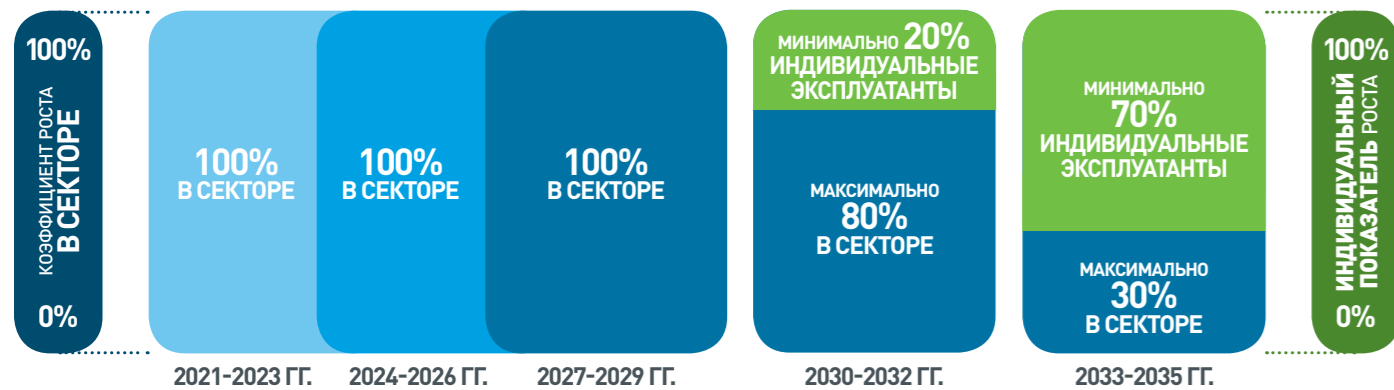 100%
КОЭФФИЦИЕНТ РОСТА
В СЕКТОРЕ
0%
100%
В СЕКТОРЕ
100%
В СЕКТОРЕ
100%
В СЕКТОРЕ
МИНИМАЛЬНО 20%
ИНДИВИДУАЛЬНЫЕ
ЭКСПЛУАТАНТЫ
МАКСИМАЛЬНО
80%
В СЕКТОРЕ
МИНИМАЛЬНО
70%
ИНДИВИДУАЛЬНЫЕ
ЭКСПЛУАТАНТЫ
МАКСИМАЛЬНО
30%
В СЕКТОРЕ
100%
ИНДИВИДУАЛЬНЫЙ
ПОКАЗАТЕЛЬ РОСТА
0%
2021-2023 ГГ.
2024-2026 ГГ.
2027-2029 ГГ.
2030-2032 ГГ.
2033-2035 ГГ.